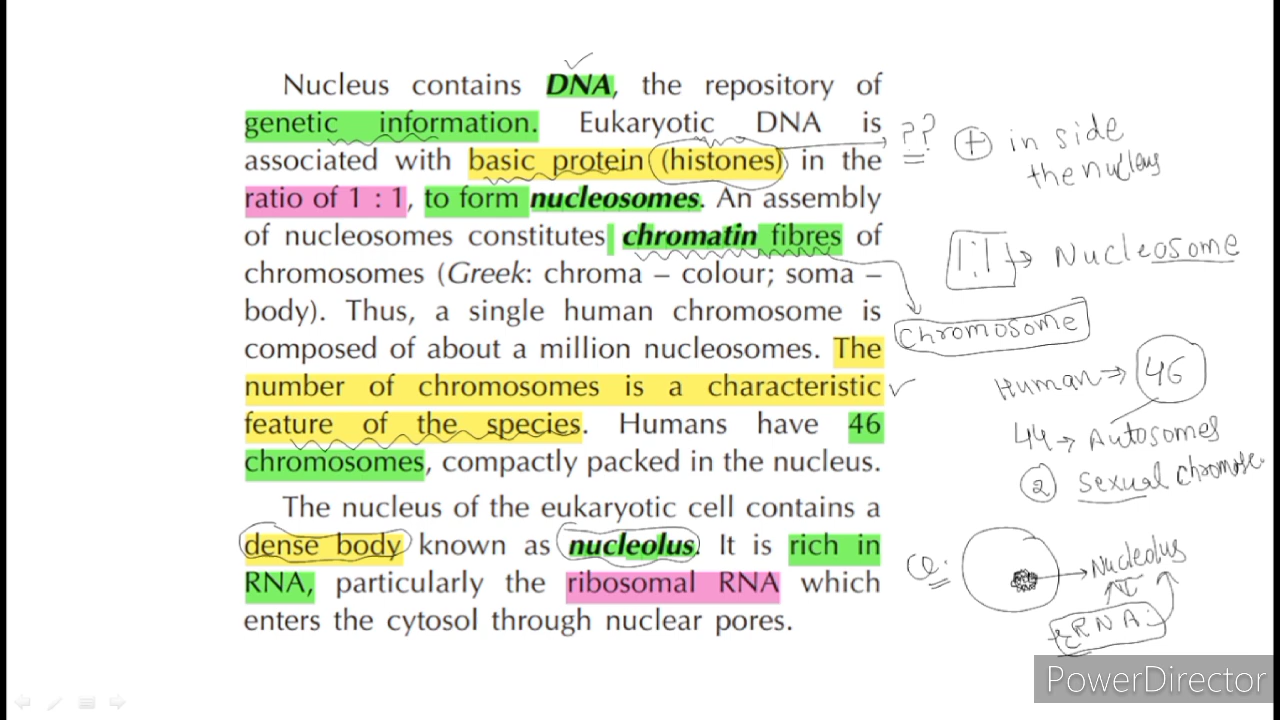 Nucleus contains DNA, the repository of
genetic information. Eukaryotic DNA is
associated with basic protein (histones) in the
ratio of 1 : 1, to form nucleosomes. An assembly
of nucleosomes constitutes chromatin fibres of
chromosomes (Greek: chroma – colour; soma –
body). Thus, a single human chromosome is
composed of about a million nucleosomes. The
number of chromosomes is a characteristic
feature of the species. Humans have 46
chromosomes, compactly packed in the nucleus.
The nucleus of the eukaryotic cell contains a
dense body known as nucleolus. It is rich in
RNA, particularly the ribosomal RNA which
enters the cytosol through nuclear pores.
?? + in side
the nucleus
1:1 → Nucleosome
Chromosome
Human → 46
44 → Autosomes
2 Sexual
Nucleolus
RNA
PowerDirector